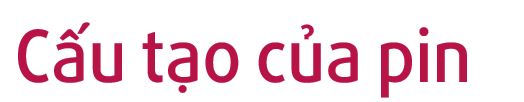 Cấu tạo của pin